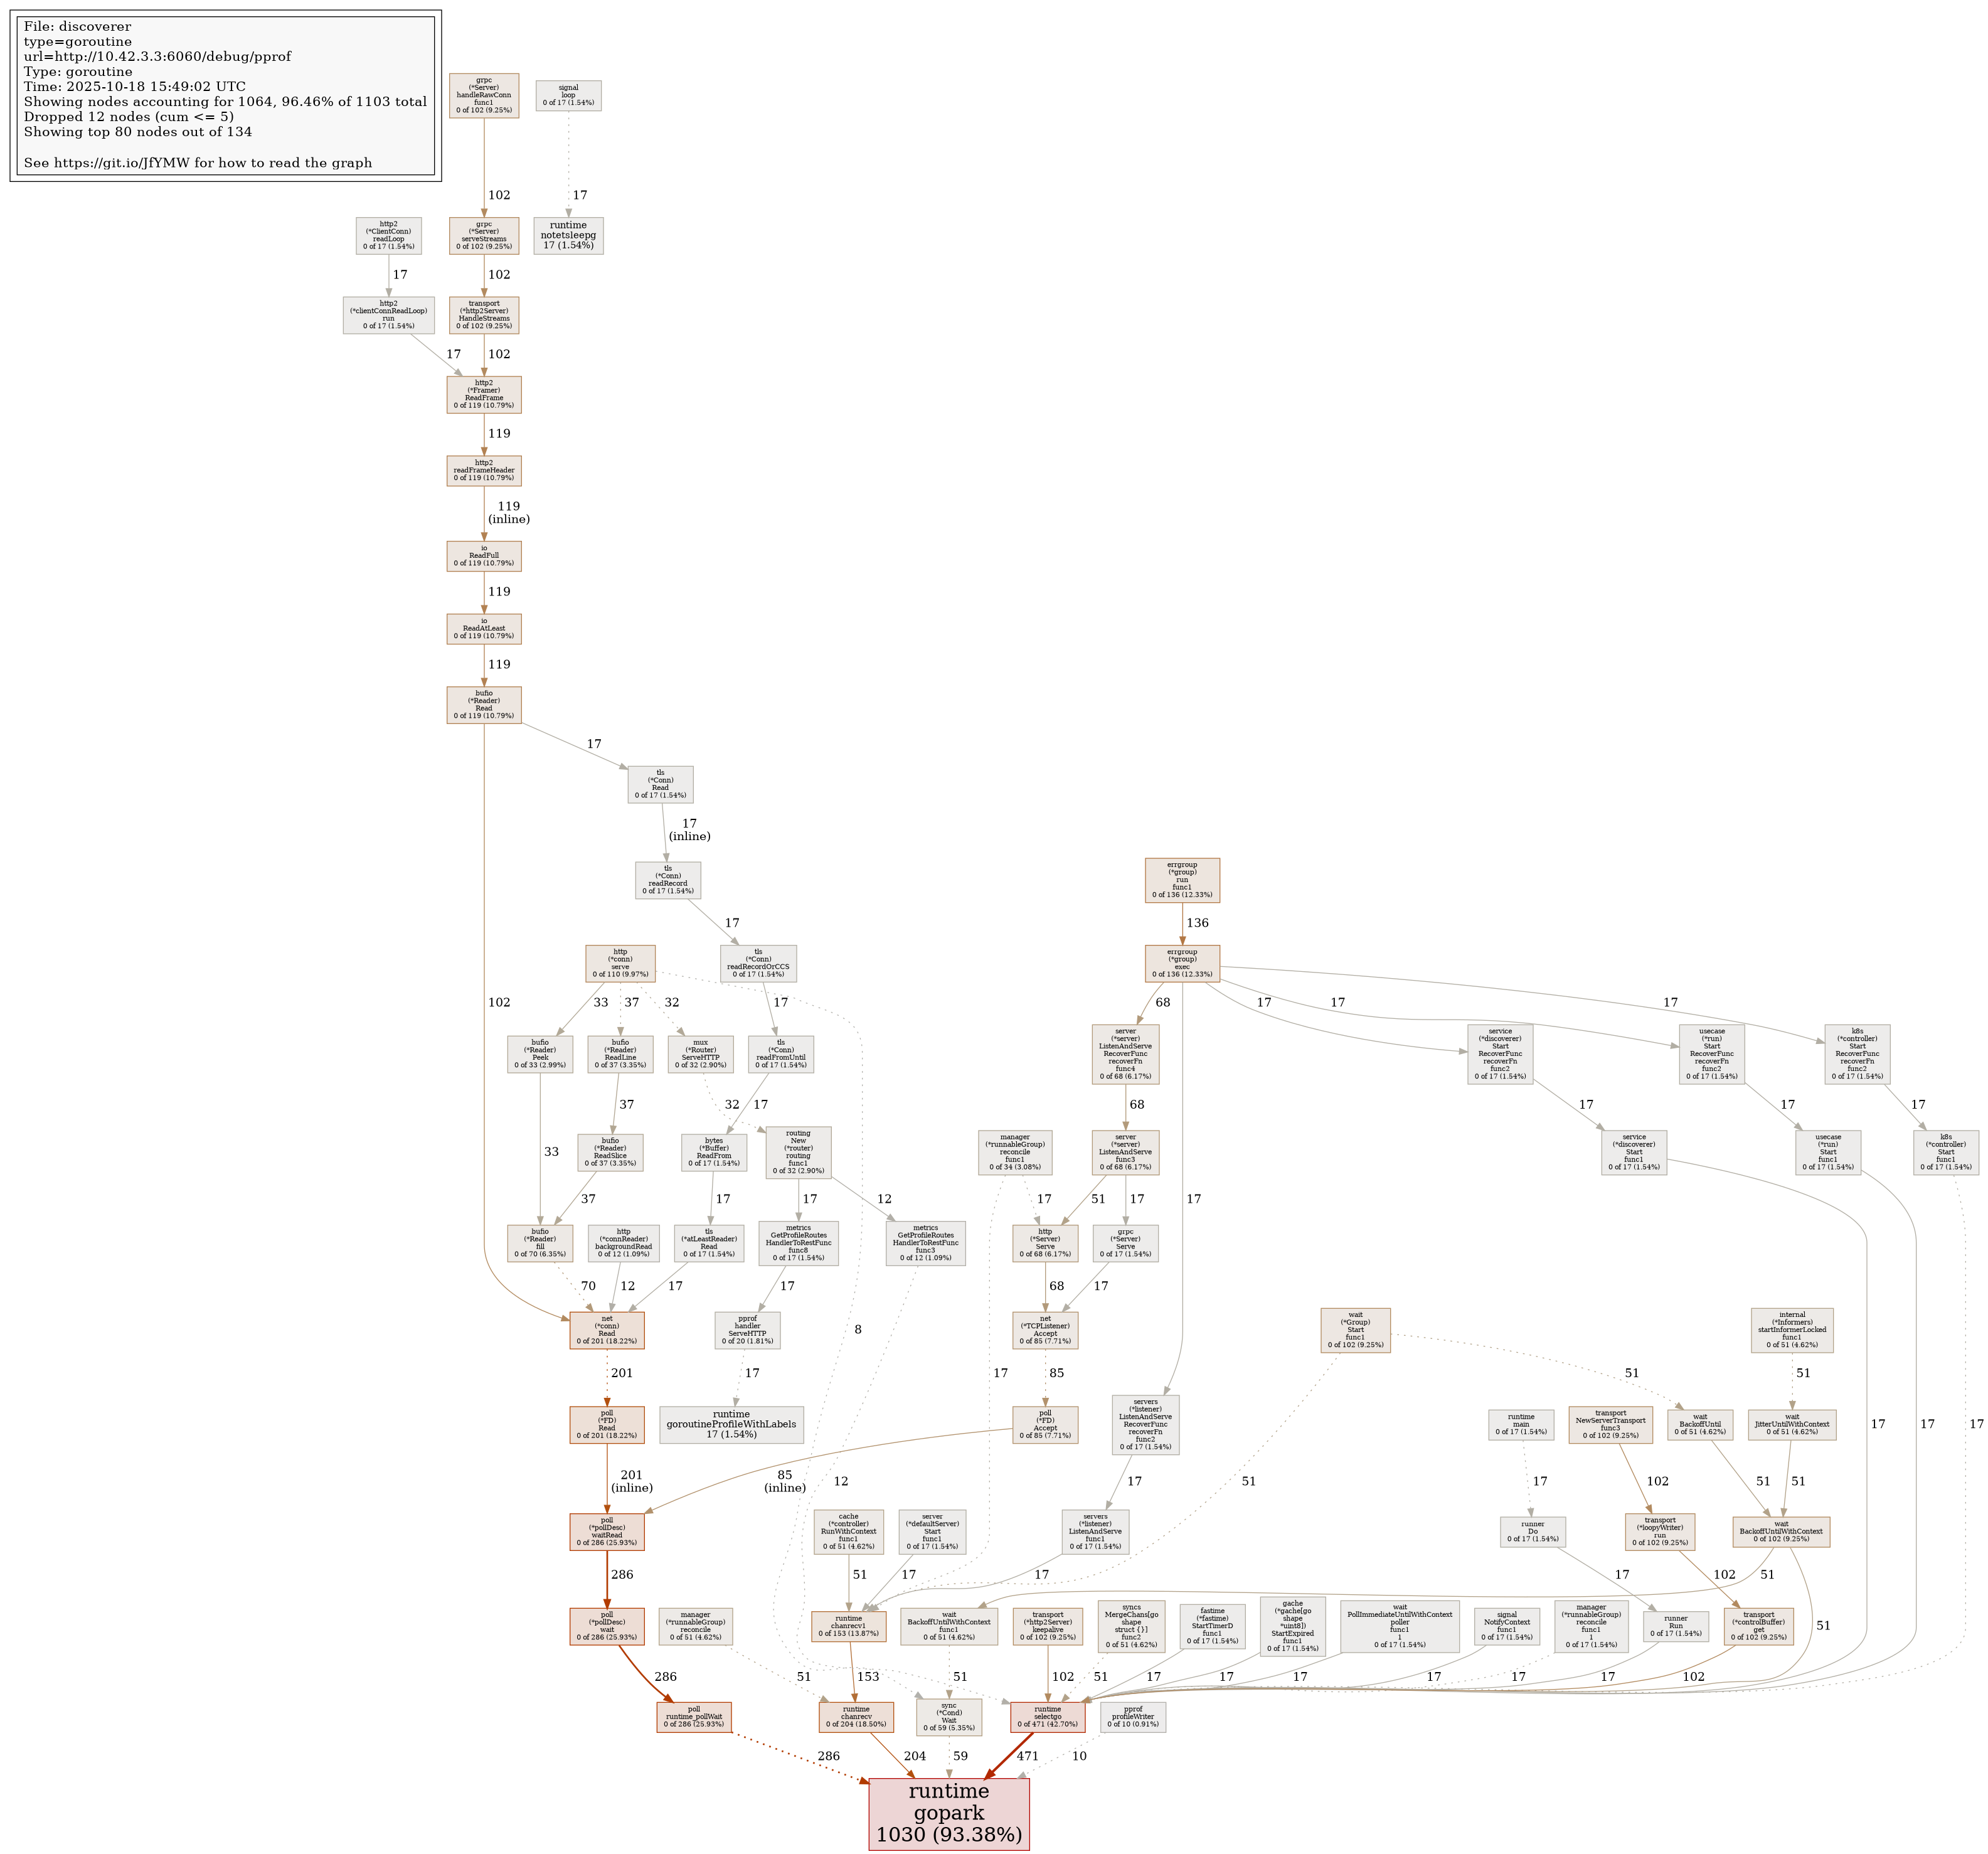 File: discoverer
type=goroutine
url=http://10.42.3.3:6060/debug/pprof
Type: goroutine
Time: 2025-10-18 15:49:02 UTC
Showing nodes accounting for 1064, 96.46% of 1103 total
Dropped 12 nodes (cum <= 5)
Showing top 80 nodes out of 134
See https://git.io/JfYMW for how to read the graph
grpc
(*Server)
handleRawConn
func1
0 of 102 (9.25%)
signal
loop
0 of 17 (1.54%)
102
17
http2
(*ClientConn)
readLoop
0 of 17 (1.54%)
grpc
(*Server)
serveStreams
0 of 102 (9.25%)
runtime
notetsleepg
17 (1.54%)
17
102
http2
(*clientConnReadLoop)
run
0 of 17 (1.54%)
transport
(*http2Server)
HandleStreams
0 of 102 (9.25%)
17
102
http2
(*Framer)
ReadFrame
0 of 119 (10.79%)
119
http2
readFrameHeader
0 of 119 (10.79%)
119
(inline)
io
ReadFull
0 of 119 (10.79%)
119
io
ReadAtLeast
0 of 119 (10.79%)
119
bufio
(*Reader)
Read
0 of 119 (10.79%)
17
tls
(*Conn)
Read
0 of 17 (1.54%)
17
(inline)
tls
(*Conn)
readRecord
0 of 17 (1.54%)
errgroup
(*group)
run
func1
0 of 136 (12.33%)
17
136
http
(*conn)
serve
0 of 110 (9.97%)
tls
(*Conn)
readRecordOrCCS
0 of 17 (1.54%)
errgroup
(*group)
exec
0 of 136 (12.33%)
102
33
37
32
17
68
17
17
17
bufio
(*Reader)
Peek
0 of 33 (2.99%)
bufio
(*Reader)
ReadLine
0 of 37 (3.35%)
mux
(*Router)
ServeHTTP
0 of 32 (2.90%)
tls
(*Conn)
readFromUntil
0 of 17 (1.54%)
server
(*server)
ListenAndServe
RecoverFunc
recoverFn
func4
0 of 68 (6.17%)
service
(*discoverer)
Start
RecoverFunc
recoverFn
func2
0 of 17 (1.54%)
usecase
(*run)
Start
RecoverFunc
recoverFn
func2
0 of 17 (1.54%)
k8s
(*controller)
Start
RecoverFunc
recoverFn
func2
0 of 17 (1.54%)
37
32
17
68
17
17
17
bufio
(*Reader)
ReadSlice
0 of 37 (3.35%)
bytes
(*Buffer)
ReadFrom
0 of 17 (1.54%)
routing
New
(*router)
routing
func1
0 of 32 (2.90%)
manager
(*runnableGroup)
reconcile
func1
0 of 34 (3.08%)
server
(*server)
ListenAndServe
func3
0 of 68 (6.17%)
service
(*discoverer)
Start
func1
0 of 17 (1.54%)
usecase
(*run)
Start
func1
0 of 17 (1.54%)
k8s
(*controller)
Start
func1
0 of 17 (1.54%)
33
37
17
17
12
17
51
17
17
bufio
(*Reader)
fill
0 of 70 (6.35%)
http
(*connReader)
backgroundRead
0 of 12 (1.09%)
tls
(*atLeastReader)
Read
0 of 17 (1.54%)
metrics
GetProfileRoutes
HandlerToRestFunc
func8
0 of 17 (1.54%)
metrics
GetProfileRoutes
HandlerToRestFunc
func3
0 of 12 (1.09%)
http
(*Server)
Serve
0 of 68 (6.17%)
grpc
(*Server)
Serve
0 of 17 (1.54%)
70
12
17
17
68
17
net
(*conn)
Read
0 of 201 (18.22%)
pprof
handler
ServeHTTP
0 of 20 (1.81%)
8
net
(*TCPListener)
Accept
0 of 85 (7.71%)
wait
(*Group)
Start
func1
0 of 102 (9.25%)
internal
(*Informers)
startInformerLocked
func1
0 of 51 (4.62%)
201
17
17
85
51
51
poll
(*FD)
Read
0 of 201 (18.22%)
runtime
goroutineProfileWithLabels
17 (1.54%)
poll
(*FD)
Accept
0 of 85 (7.71%)
servers
(*listener)
ListenAndServe
RecoverFunc
recoverFn
func2
0 of 17 (1.54%)
runtime
main
0 of 17 (1.54%)
transport
NewServerTransport
func3
0 of 102 (9.25%)
wait
BackoffUntil
0 of 51 (4.62%)
wait
JitterUntilWithContext
0 of 51 (4.62%)
17
17
17
201
(inline)
85
(inline)
12
17
51
17
102
51
51
poll
(*pollDesc)
waitRead
0 of 286 (25.93%)
cache
(*controller)
RunWithContext
func1
0 of 51 (4.62%)
server
(*defaultServer)
Start
func1
0 of 17 (1.54%)
servers
(*listener)
ListenAndServe
func1
0 of 17 (1.54%)
runner
Do
0 of 17 (1.54%)
transport
(*loopyWriter)
run
0 of 102 (9.25%)
wait
BackoffUntilWithContext
0 of 102 (9.25%)
286
51
17
17
17
102
51
poll
(*pollDesc)
wait
0 of 286 (25.93%)
manager
(*runnableGroup)
reconcile
0 of 51 (4.62%)
runtime
chanrecv1
0 of 153 (13.87%)
wait
BackoffUntilWithContext
func1
0 of 51 (4.62%)
transport
(*http2Server)
keepalive
0 of 102 (9.25%)
syncs
MergeChans[go
shape
struct {}]
func2
0 of 51 (4.62%)
fastime
(*fastime)
StartTimerD
func1
0 of 17 (1.54%)
gache
(*gache[go
shape
*uint8])
StartExpired
func1
0 of 17 (1.54%)
wait
PollImmediateUntilWithContext
poller
func1
1
0 of 17 (1.54%)
signal
NotifyContext
func1
0 of 17 (1.54%)
manager
(*runnableGroup)
reconcile
func1
1
0 of 17 (1.54%)
runner
Run
0 of 17 (1.54%)
transport
(*controlBuffer)
get
0 of 102 (9.25%)
51
286
51
153
51
102
51
17
17
17
17
17
17
102
poll
runtime_pollWait
0 of 286 (25.93%)
runtime
chanrecv
0 of 204 (18.50%)
sync
(*Cond)
Wait
0 of 59 (5.35%)
runtime
selectgo
0 of 471 (42.70%)
pprof
profileWriter
0 of 10 (0.91%)
286
204
59
471
10
runtime
gopark
1030 (93.38%)